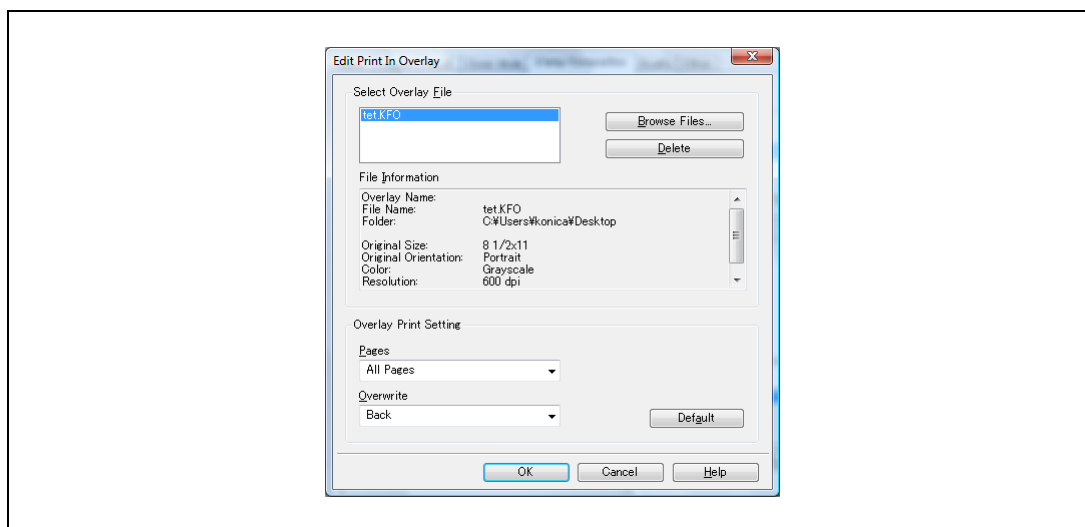 Edit Print In Overlay
Select Overlay File
tet.KFO
Browse Files...
Delete
File Information
Overlay Name:
File Name: tet.KFO
Folder: C:¥Users¥konica¥Desktop
Original Size: 8 1/2x11
Original Orientation: Portrait
Color: Grayscale
Resolution: 600 dpi
Overlay Print Setting
Pages
All Pages
Overwrite
Back
Default
OK Cancel Help